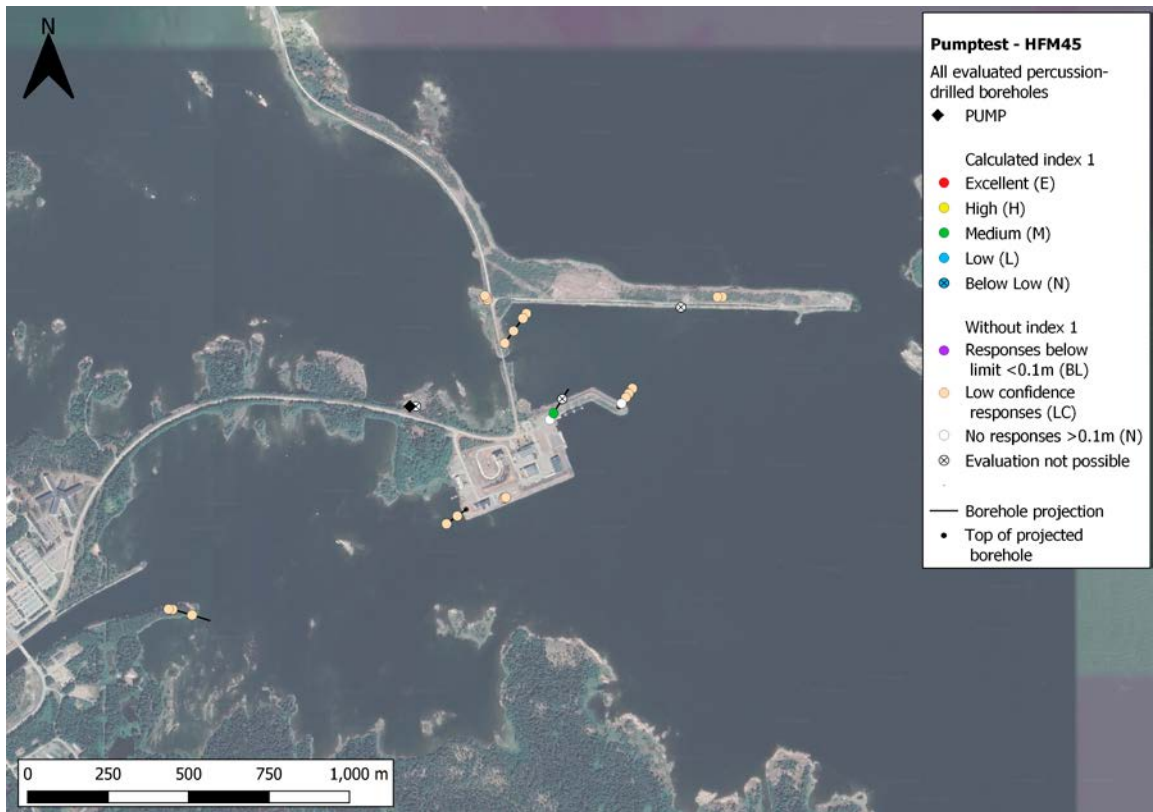 N
Pumptest - HFM45
All evaluated percussion-
drilled boreholes
PUMP
Calculated index 1
Excellent (E)
High (H)
Medium (M)
Low (L)
Below Low (N)
Without index 1
Responses below
limit <0.1m (BL)
Low confidence
responses (LC)
No responses >0.1m (N)
Evaluation not possible
Borehole projection
Top of projected
borehole
0 250 500 750 1,000 m